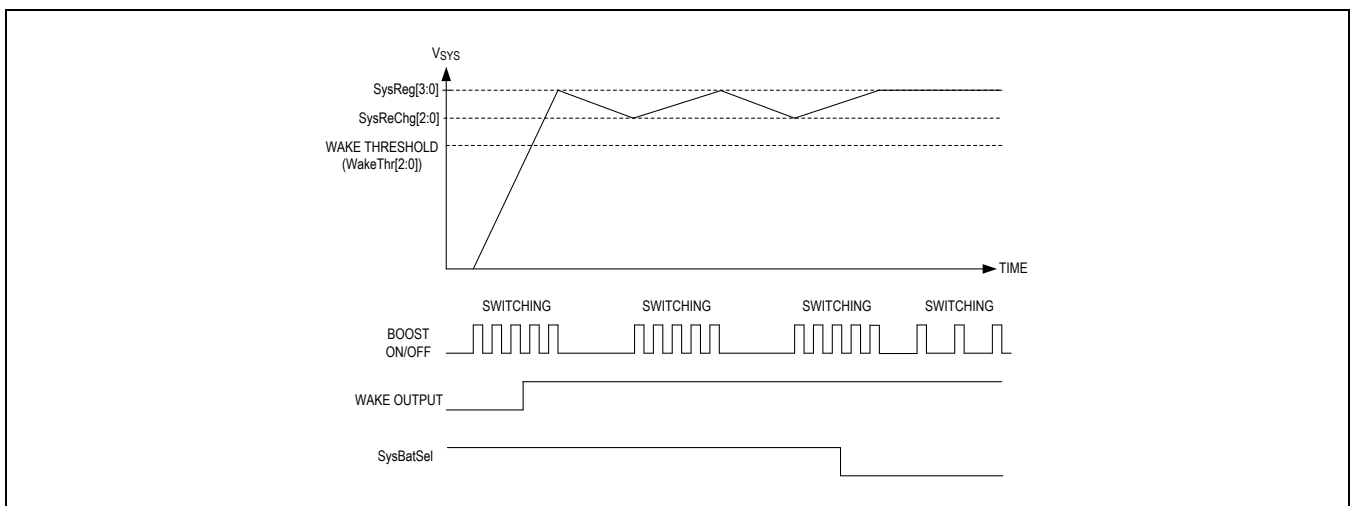 VSYS
SysReg[3:0]
SysReChg[2:0]
WAKE THRESHOLD
(WakeThr[2:0])
TIME
SWITCHING SWITCHING SWITCHING SWITCHING
BOOST
ON/OFF
WAKE OUTPUT
SysBatSel